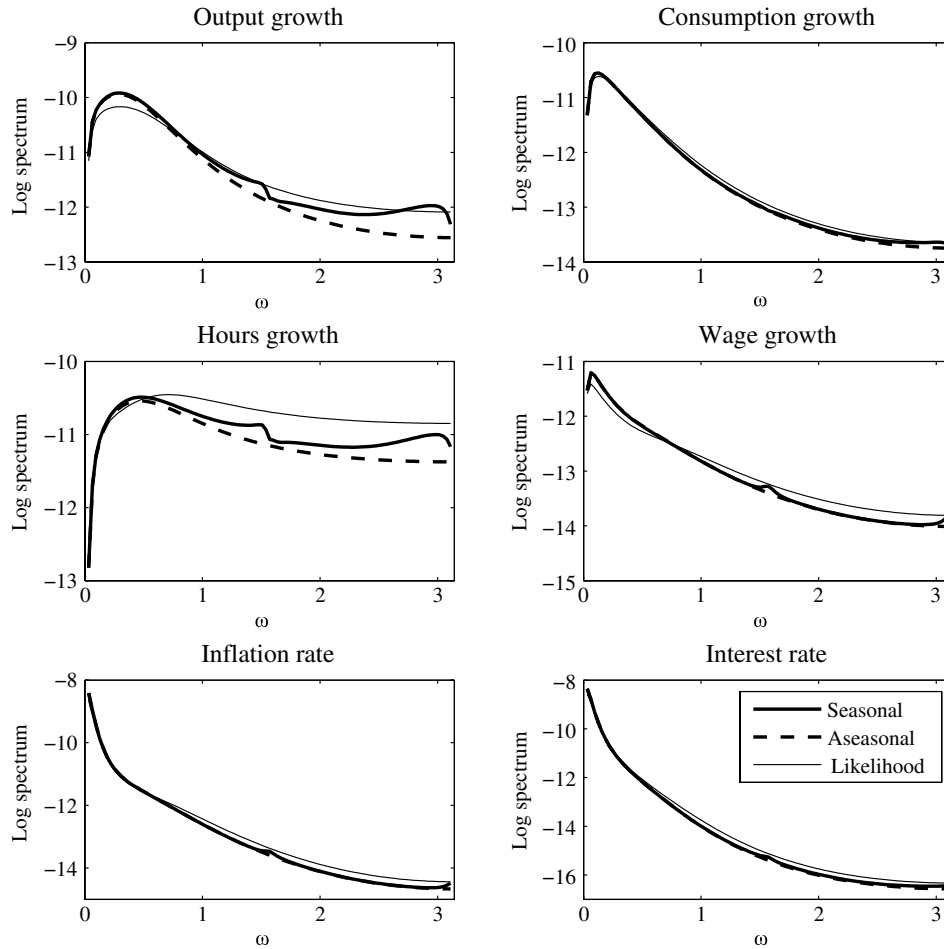 Output growth
−9
−10
−11
−12
−13
Log spectrum
0 1 2 3
ω
Consumption growth
−10
−11
−12
−13
−14
Log spectrum
0 1 2 3
ω
Hours growth
−10
−11
−12
−13
Log spectrum
0 1 2 3
ω
Wage growth
−11
−12
−13
−14
−15
Log spectrum
0 1 2 3
ω
Inflation rate
−8
−10
−12
−14
Log spectrum
0 1 2 3
ω
Interest rate
−8
−10
−12
−14
−16
Log spectrum
0 1 2 3
ω
Seasonal
Aseasonal
Likelihood